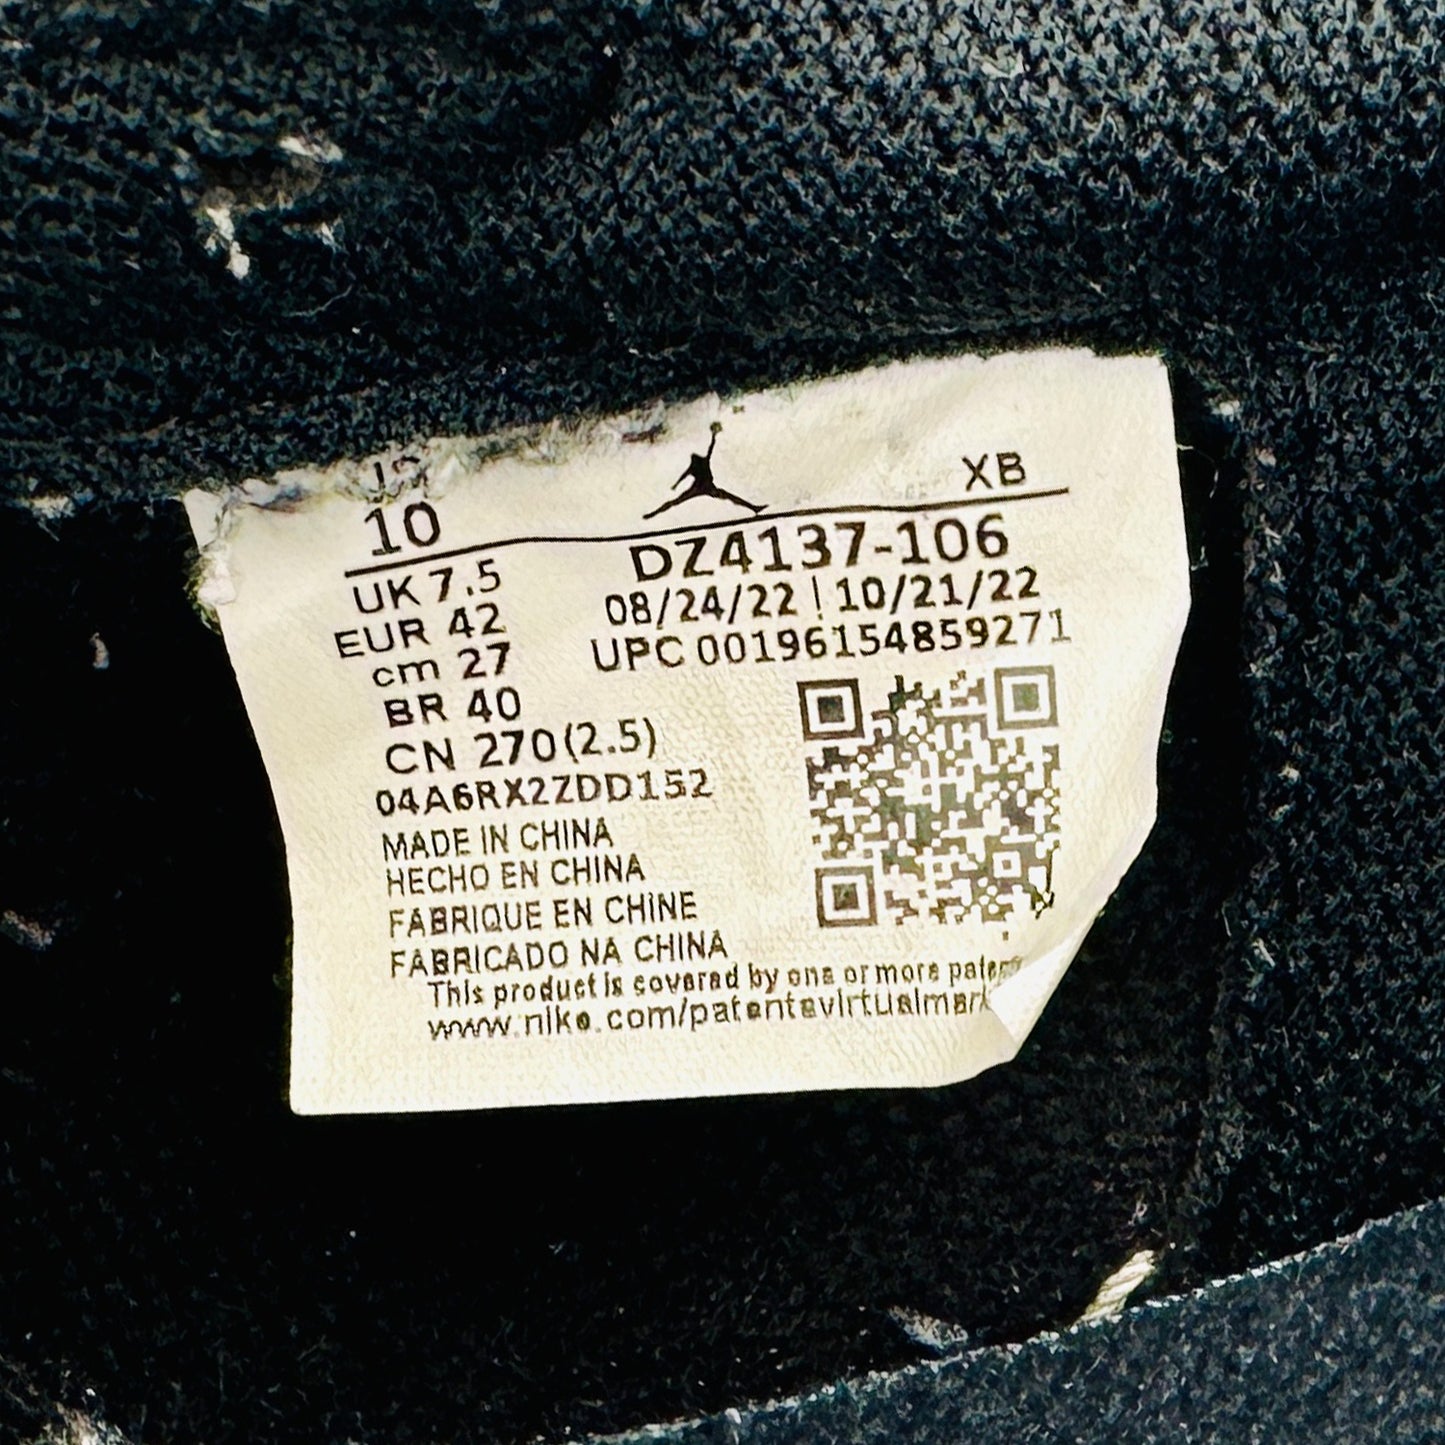 XB
10
UK 7.5
EUR 42
cm 27
BR 40
CN 270(2.5)
DZ4137-106
08/24/22 | 10/21/22
UPC 00196154859271
04A6RX2ZDD152
MADE IN CHINA
HECHO EN CHINA
FABRIQUE EN CHINE
FABRICADO NA CHINA
This product is covered by one or more
www.nike.com/patentsvirtualmark